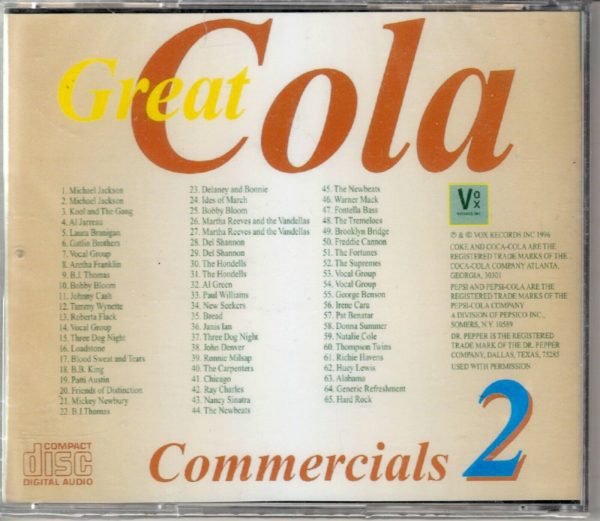 Great Cola
1. Michael Jackson
2. Michael Jackson
3. Kool and The Gang
4. Al Jarreau
5. Laura Branigan
6. Gatlin Brothers
7. Vocal Group
8. Aretha Franklin
9. B.J. Thomas
10. Bobby Bloom
11. Johnny Cash
12. Tammy Wynette
13. Roberta Flack
14. Vocal Group
15. Three Dog Night
16. Loadstone
17. Blood Sweat and Tears
18. B.B. King
19. Patti Austin
20. Friends of Distinction
21. Mickey Newbury
22. B.J.Thomas
23. Delaney and Bonnie
24. Ides of March
25. Bobby Bloom
26. Martha Reeves and the Vandellas
27. Martha Reeves and the Vandellas
28. Del Shannon
29. Del Shannon
30. The Hondells
31. The Hondells
32. Al Green
33. Paul Williams
34. New Seekers
35. Bread
36. Janis Ian
37. Three Dog Night
38. John Denver
39. Ronnie Milsap
40. The Carpenters
41. Chicago
42. Ray Charles
43. Nancy Sinatra
44. The Newbeats
45. The Newbeats
46. Warner Mack
47. Fontella Bass
48. The Tremeloes
49. Brooklyn Bridge
50. Freddie Cannon
51. The Fortunes
52. The Supremes
53. Vocal Group
54. Vocal Group
55. George Benson
56. Irene Cara
57. Pat Benatar
58. Donna Summer
59. Natalie Cole
60. Thompson Twins
61. Richie Havens
62. Huey Lewis
63. Alabama
64. Generic Refreshment
65. Hard Rock
VOX
RECORDS INC
℗ & © VOX RECORDS INC 1996
COKE AND COCA-COLA ARE THE
REGISTERED TRADE MARKS OF THE
COCA-COLA COMPANY ATLANTA,
GEORGIA, 30301
PEPSI AND PEPSI-COLA ARE THE
REGISTERED TRADE MARKS OF THE
PEPSI-COLA COMPANY
A DIVISION OF PEPSICO INC.,
SOMERS, N.Y. 10589
DR. PEPPER IS THE REGISTERED
TRADE MARK OF THE DR. PEPPER
COMPANY, DALLAS, TEXAS, 75285
USED WITH PERMISSION
COMPACT
disc
DIGITAL AUDIO
Commercials 2